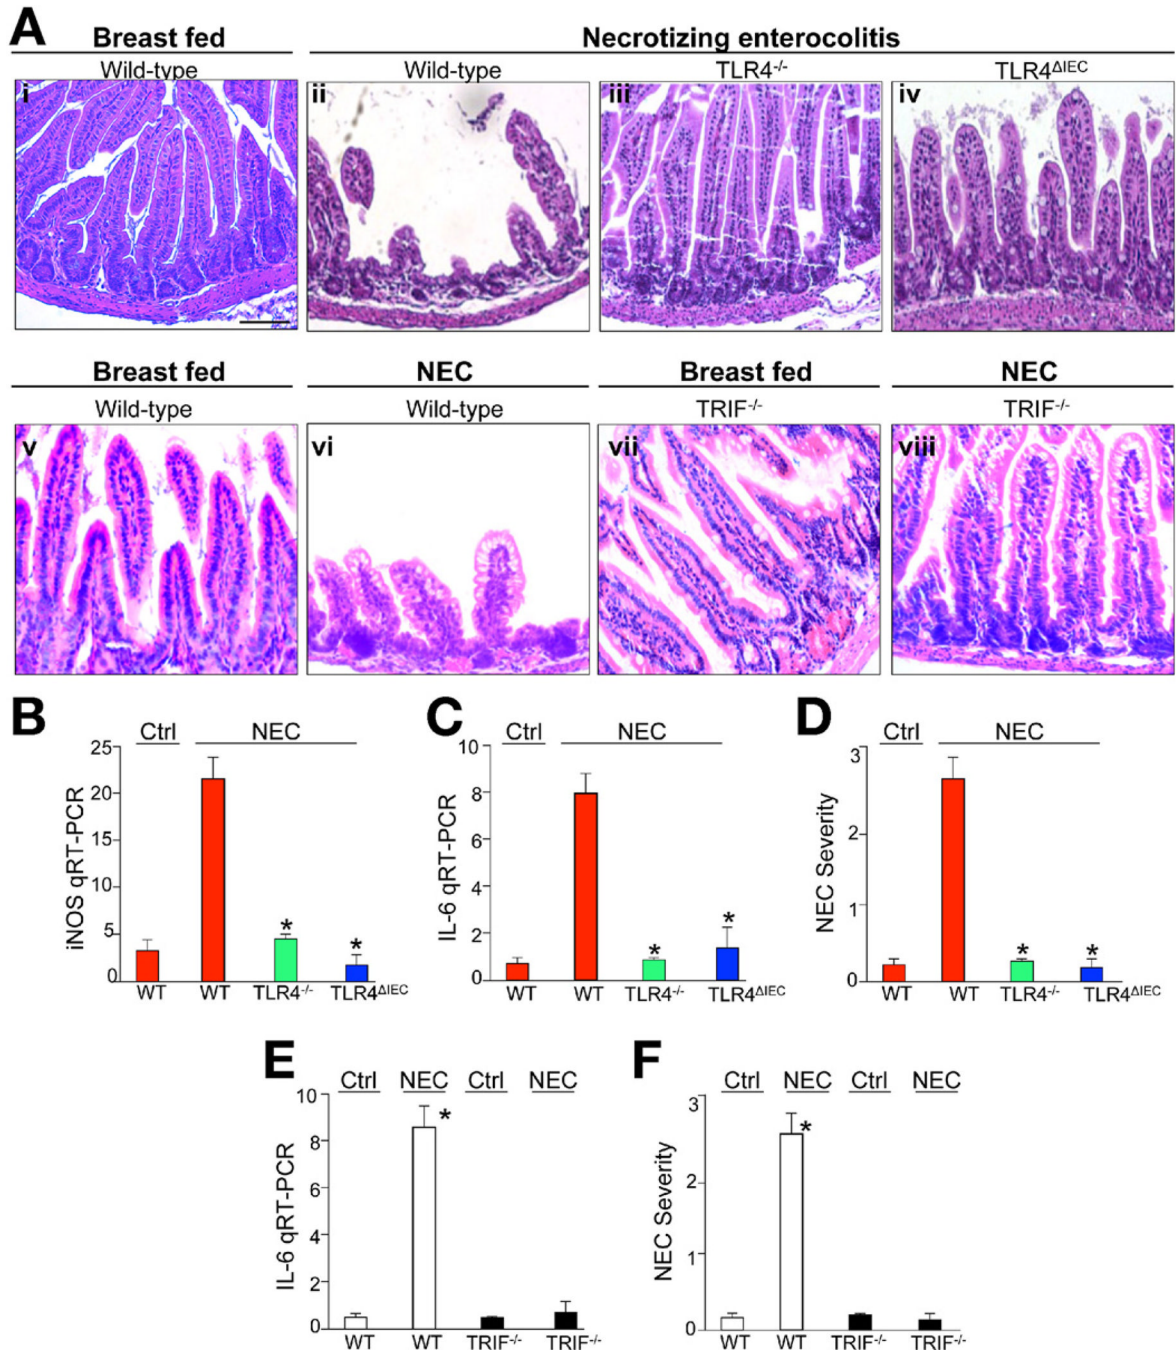 A
Breast fed Necrotizing enterocolitis
Wild-type Wild-type TLR4-/- TLR4ΔIEC
i ii iii iv
Breast fed NEC Breast fed NEC
Wild-type Wild-type TRIF-/- TRIF-/-
v vi vii viii
B
Ctrl NEC
iNOS qRT-PCR
25
20
15
10
5
0
* *
WT WT TLR4-/- TLR4ΔIEC
C
Ctrl NEC
IL-6 qRT-PCR
10
8
6
4
2
0
* *
WT WT TLR4-/- TLR4ΔIEC
D
Ctrl NEC
NEC Severity
3
2
1
0
* *
WT WT TLR4-/- TLR4ΔIEC
E
Ctrl NEC Ctrl NEC
IL-6 qRT-PCR
10
8
6
4
2
0
*
WT WT TRIF-/- TRIF-/-
F
Ctrl NEC Ctrl NEC
NEC Severity
3
2
1
0
*
WT WT TRIF-/- TRIF-/-